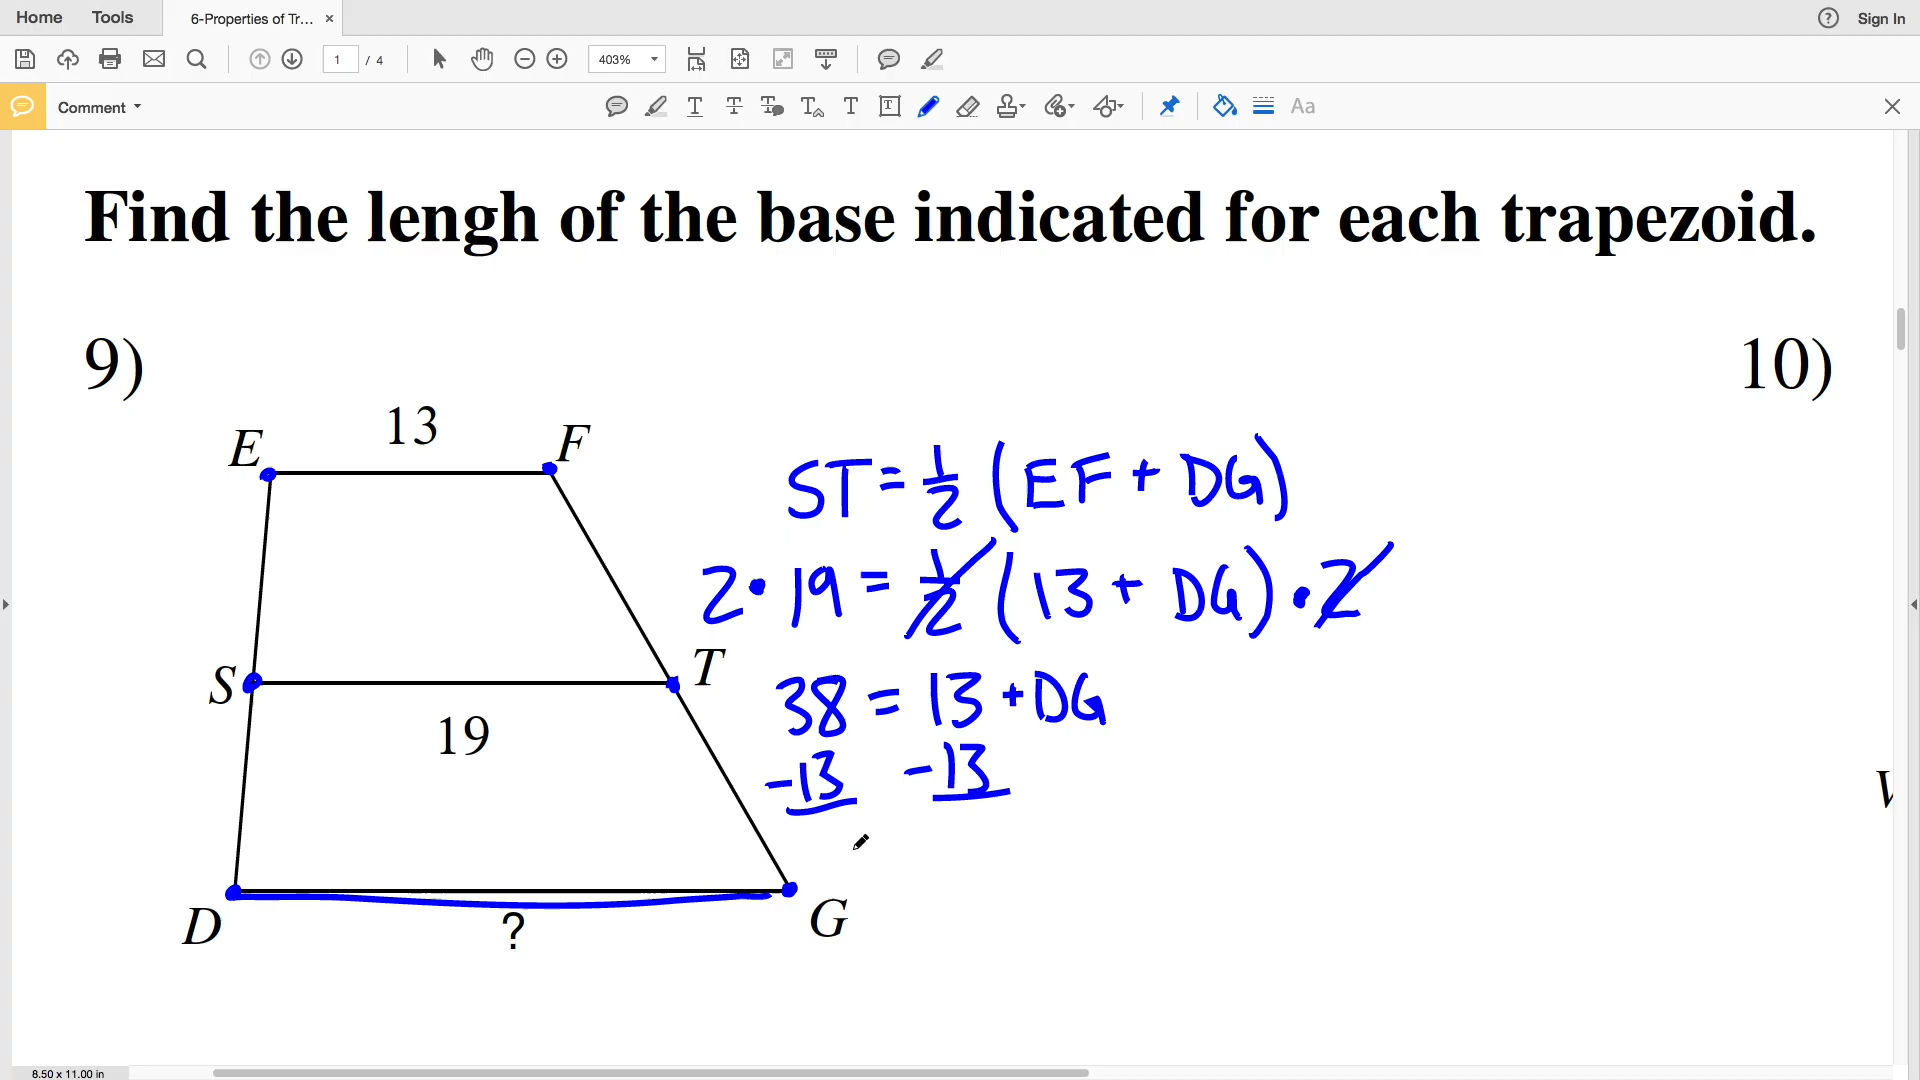 Home Tools 6-Properties of Tr... × ? Sign In
1 / 4 403%
Comment Aa
Find the lengh of the base indicated for each trapezoid.
9) 10)
E 13 F
ST = 1/2 (EF + DG)
2 • 19 = 1/2 (13 + DG) • 2
S T
38 = 13 + DG
19
-13 -13
V
D ? G
8.50 x 11.00 in